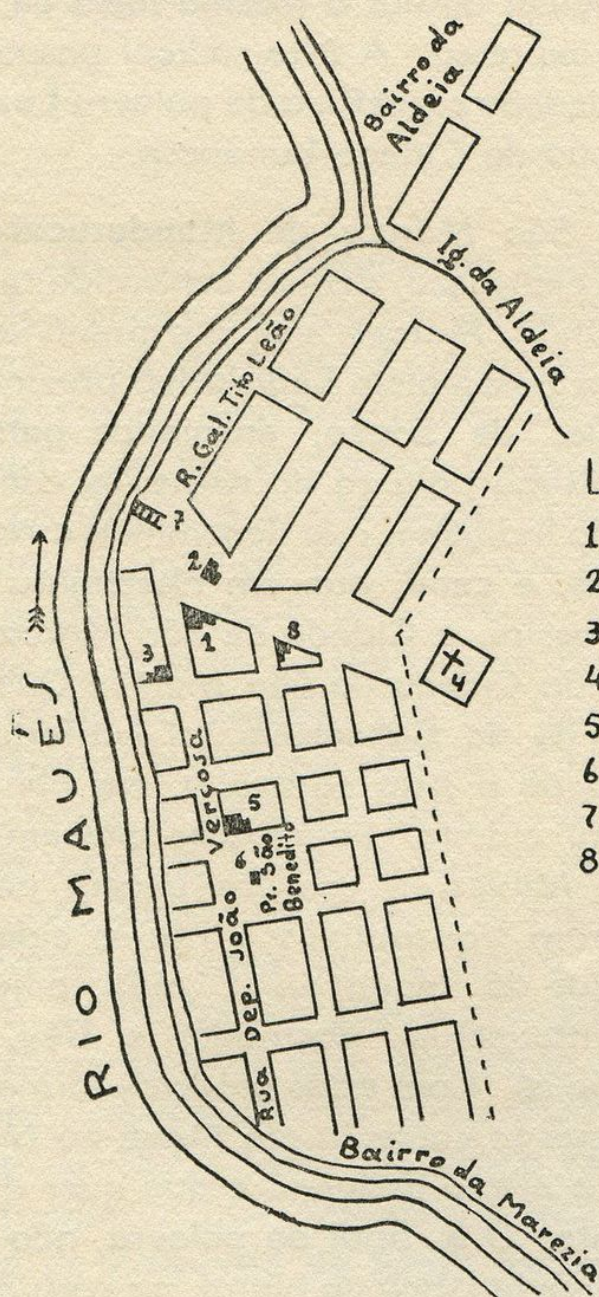 Bairro da
Aldeia
Ig. da Aldeia
R. Gal. Tito Leão
7
2
3
1
8
4
RIO MAUÉS
Verçosa
5
6
Pr. São
Benedito
Rua Dep. João
Bairro da Marezia
L
1
2
3
4
5
6
7
8